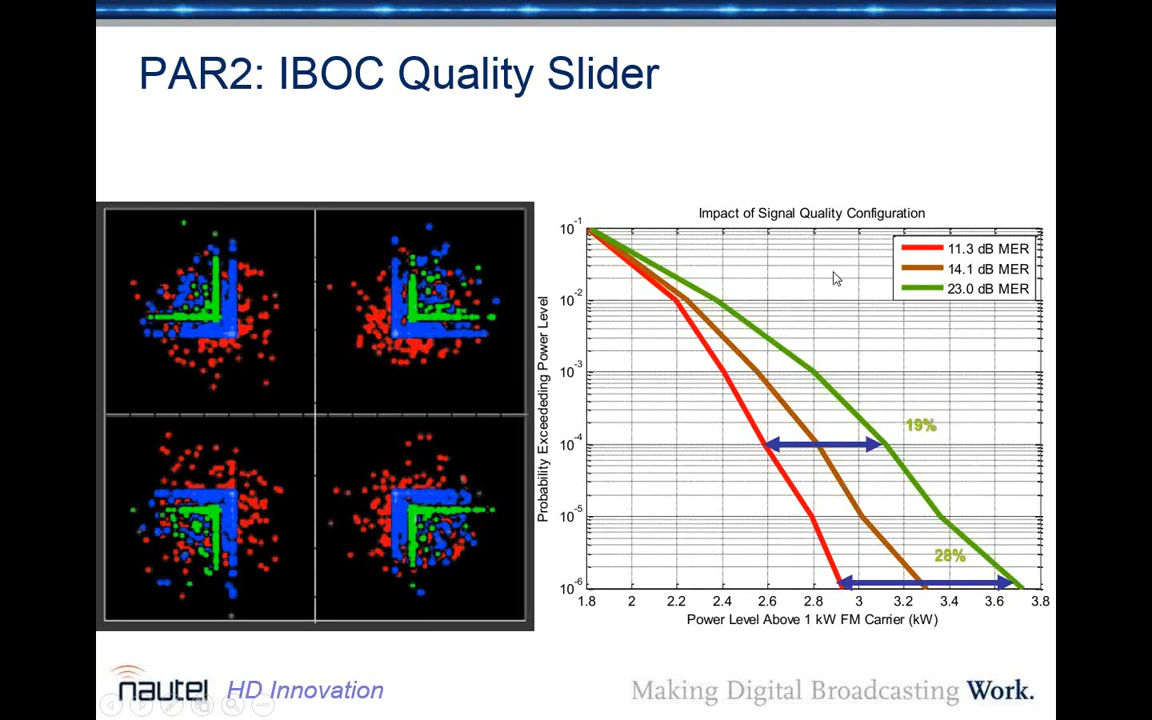 PAR2: IBOC Quality Slider
Impact of Signal Quality Configuration
11.3 dB MER
14.1 dB MER
23.0 dB MER
Probability Exceededing Power Level
10-1
10-2
10-3
10-4
10-5
10-6
19%
28%
1.8 2 2.2 2.4 2.6 2.8 3 3.2 3.4 3.6 3.8
Power Level Above 1 kW FM Carrier (kW)
nautel HD Innovation
Making Digital Broadcasting Work.